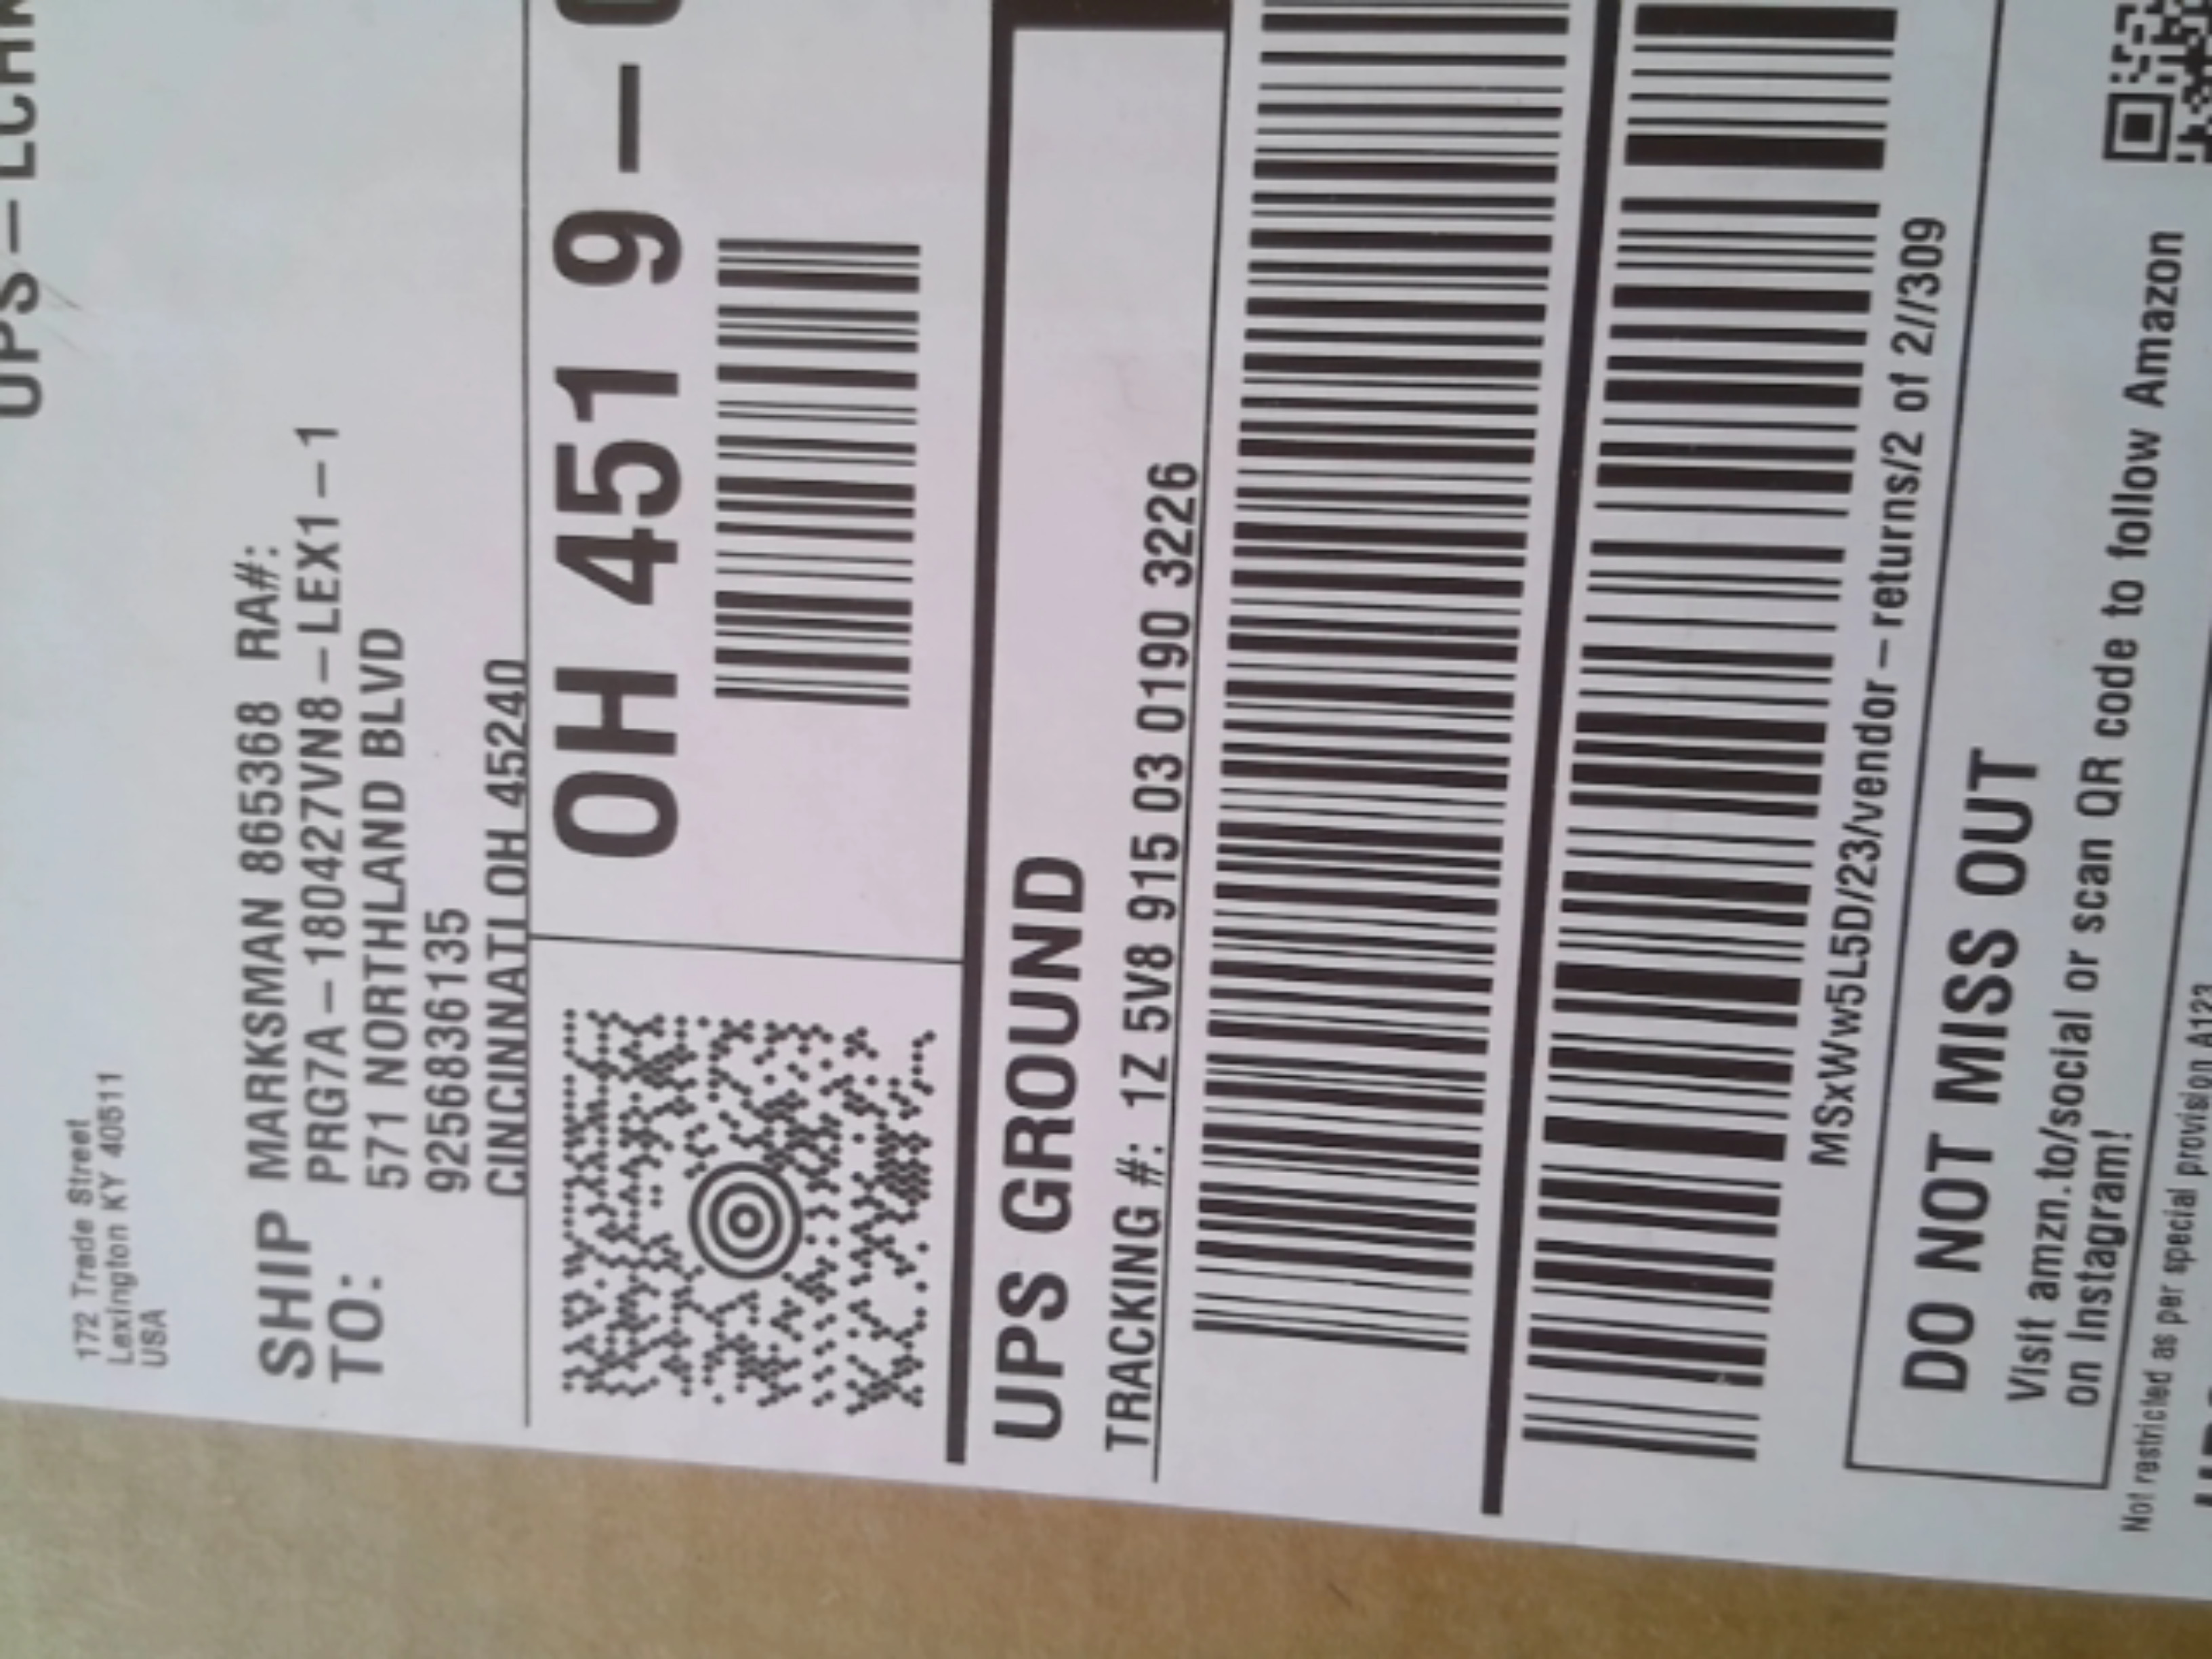 172 Trade Street
Lexington KY 40511
USA
SHIP TO:
MARKSMAN 865368 RA#:
PRG7A-180427VN8-LEX1-1
571 NORTHLAND BLVD
9256836135
CINCINNATI OH 45240
OH 451 9-
UPS GROUND
TRACKING #: 1Z 5V8 915 03 0190 3226
MSxWw5L5D/23/vendor-returns/2 of 2//309
DO NOT MISS OUT
Visit amzn.to/social or scan QR code to follow Amazon
on Instagram!
Not restricted as per special provision A123